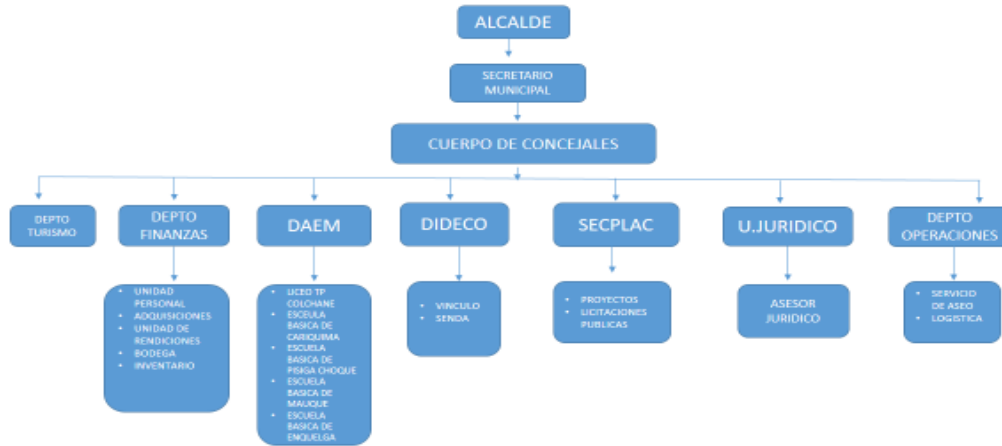 ALCALDE
SECRETARIO
MUNICIPAL
CUERPO DE CONCEJALES
DEPTO
TURISMO
DEPTO
FINANZAS
DAEM
DIDECO
SECPLAC
U.JURIDICO
DEPTO
OPERACIONES
• UNIDAD
PERSONAL
• ADQUISICIONES
• UNIDAD DE
RENDICIONES
• BODEGA
• INVENTARIO
• LICEO TP
COLCHANE
• ESCEULA
BASICA DE
CARIQUIMA
• ESCUELA
BASICA DE
PISIGA CHOQUE
• ESCUELA
BASICA DE
MAUQUE
• ESCUELA
BASICA DE
ENQUELGA
• VINCULO
• SENDA
• PROYECTOS
• LICITACIONES
PUBLICAS
ASESOR
JURIDICO
• SERVICIO
DE ASEO
• LOGISTICA